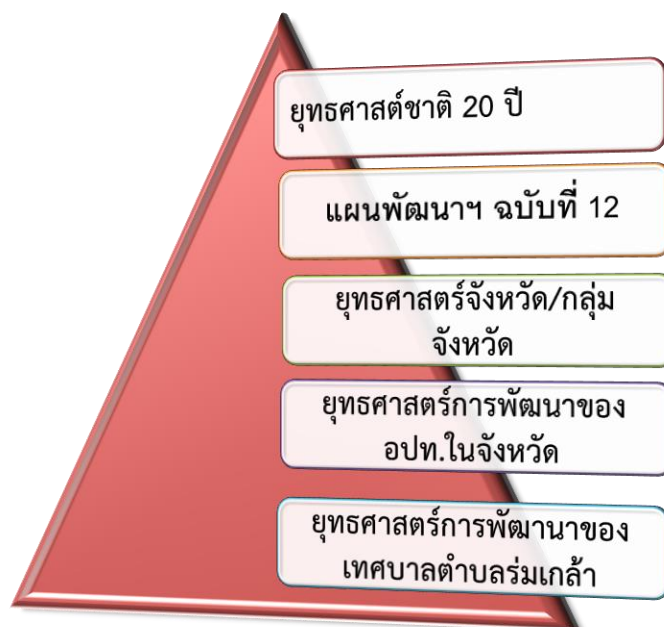 ยุทธศาสต์ชาติ 20 ปี
แผนพัฒนาฯ ฉบับที่ 12
ยุทธศาสตร์จังหวัด/กลุ่ม
จังหวัด
ยุทธศาสตร์การพัฒนาของ
อปท.ในจังหวัด
ยุทธศาสตร์การพัฒานาของ
เทศบาลตำบลร่มเกล้า